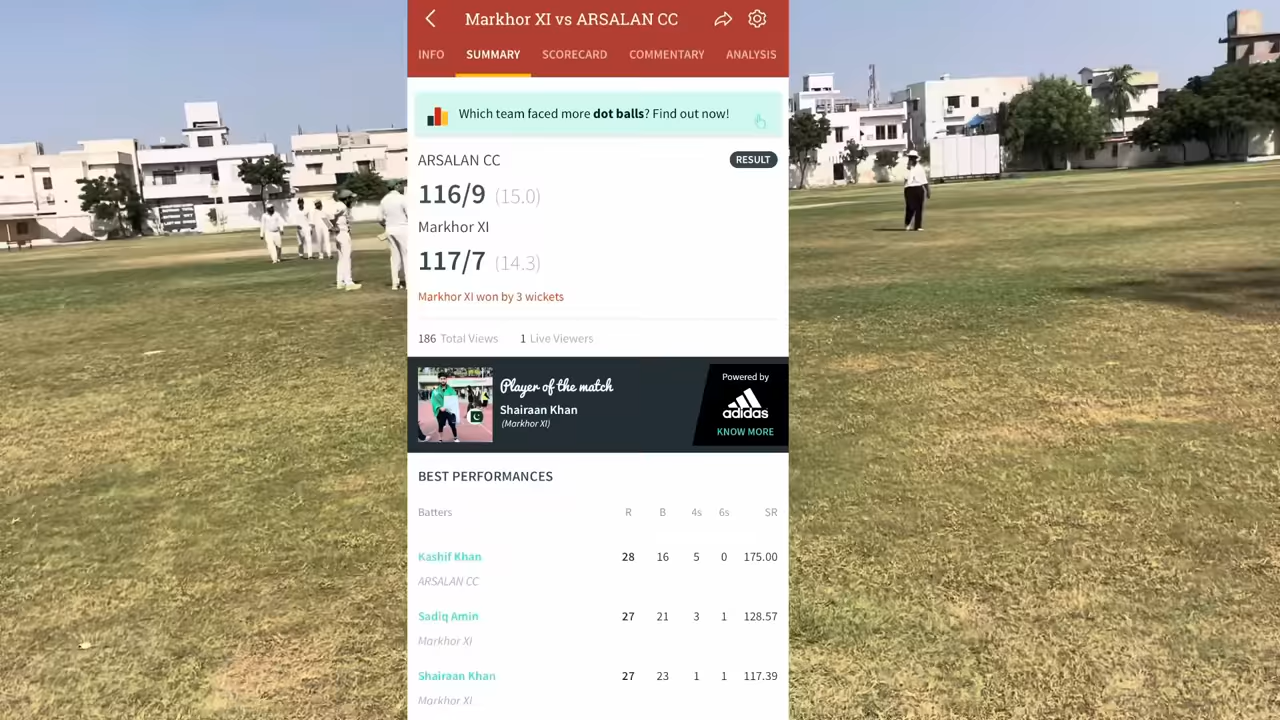 Markhor XI vs ARSALAN CC
INFO SUMMARY SCORECARD COMMENTARY ANALYSIS
Which team faced more dot balls? Find out now!
ARSALAN CC RESULT
116/9 (15.0)
Markhor XI
117/7 (14.3)
Markhor XI won by 3 wickets
186 Total Views 1 Live Viewers
Player of the match
Shairaan Khan
(Markhor XI)
Powered by
adidas
KNOW MORE
BEST PERFORMANCES
Batters R B 4s 6s SR
Kashif Khan 28 16 5 0 175.00
ARSALAN CC
Sadiq Amin 27 21 3 1 128.57
Markhor XI
Shairaan Khan 27 23 1 1 117.39
Markhor XI